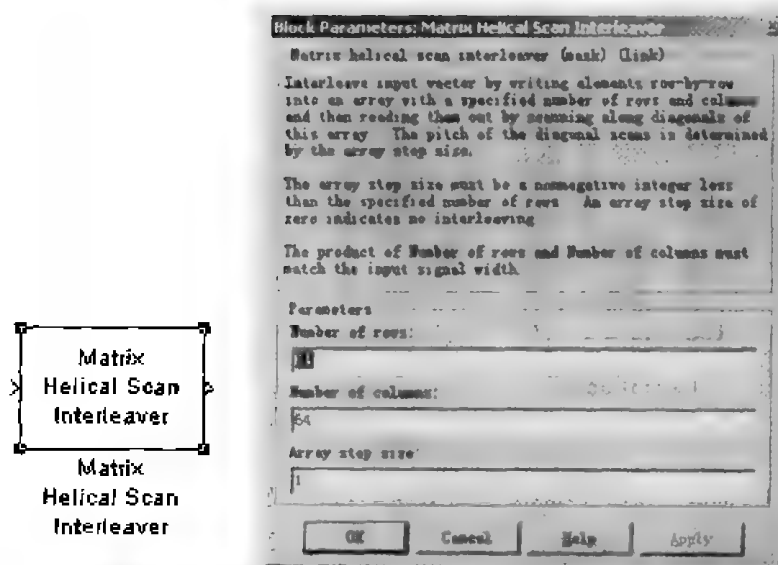 Matrix
Helical Scan
Interleaver
Matrix
Helical Scan
Interleaver
Block Parameters: Matrix Helical Scan Interleaver
Matrix helical scan interleaver (mask) (link)
Interleave input vector by writing elements row-by-row
into an array with a specified number of rows and columns
and then reading them out by scanning along diagonals of
this array The pitch of the diagonal scans is determined
by the array step size.
The array step size must be a nonnegative integer less
than the specified number of rows An array step size of
zero indicates no interleaving
The product of Number of rows and Number of columns must
match the input signal width
Parameters
Number of rows:
Number of columns:
64
Array step size:
1
OK
Cancel
Help
Apply